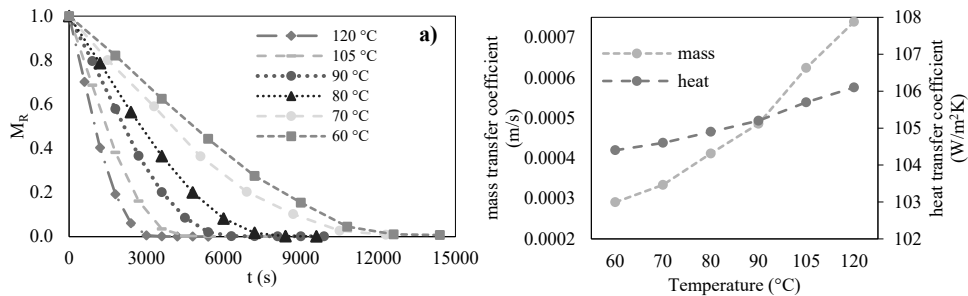 1.0
0.8
0.6
0.4
0.2
0.0
M_R
0
3000
6000
9000
12000
15000
t (s)
120 °C
105 °C
90 °C
80 °C
70 °C
60 °C
a)
mass transfer coefficient
(m/s)
0.0007
0.0006
0.0005
0.0004
0.0003
0.0002
mass
heat
60
70
80
90
105
120
Temperature (°C)
108
107
106
105
104
103
102
heat transfer coefficient
(W/m²K)